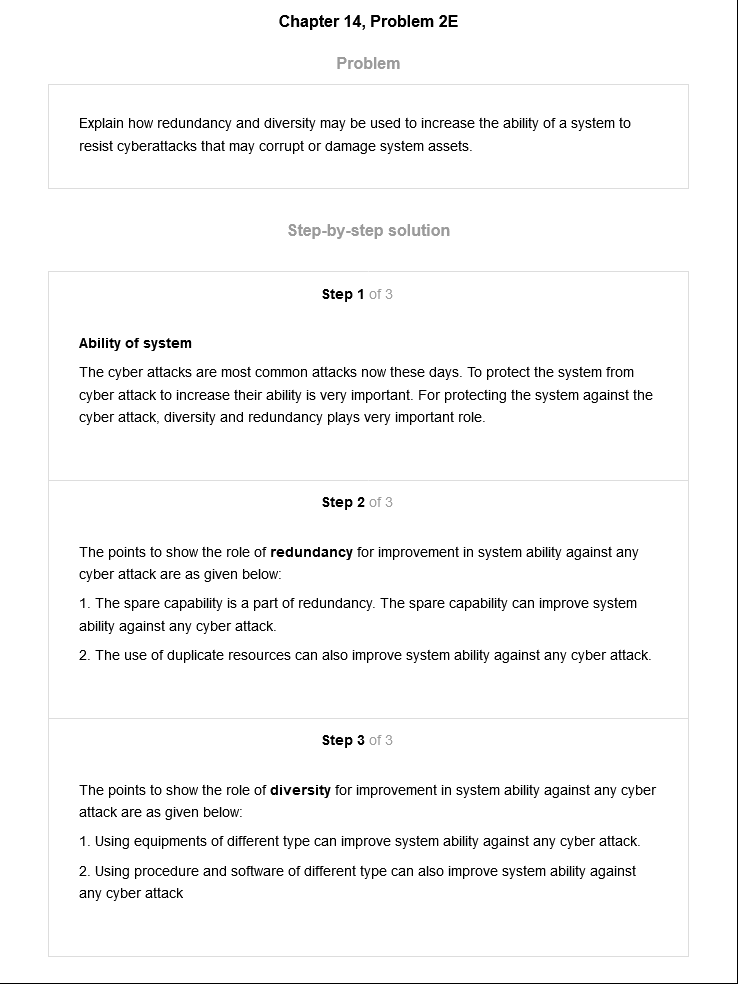 Chapter 14, Problem 2E
Problem
Explain how redundancy and diversity may be used to increase the ability of a system to
resist cyberattacks that may corrupt or damage system assets.
Step-by-step solution
Step 1 of 3
Ability of system
The cyber attacks are most common attacks now these days. To protect the system from
cyber attack to increase their ability is very important. For protecting the system against the
cyber attack, diversity and redundancy plays very important role.
Step 2 of 3
The points to show the role of redundancy for improvement in system ability against any
cyber attack are as given below:
1. The spare capability is a part of redundancy. The spare capability can improve system
ability against any cyber attack.
2. The use of duplicate resources can also improve system ability against any cyber attack.
Step 3 of 3
The points to show the role of diversity for improvement in system ability against any cyber
attack are as given below:
1. Using equipments of different type can improve system ability against any cyber attack.
2. Using procedure and software of different type can also improve system ability against
any cyber attack